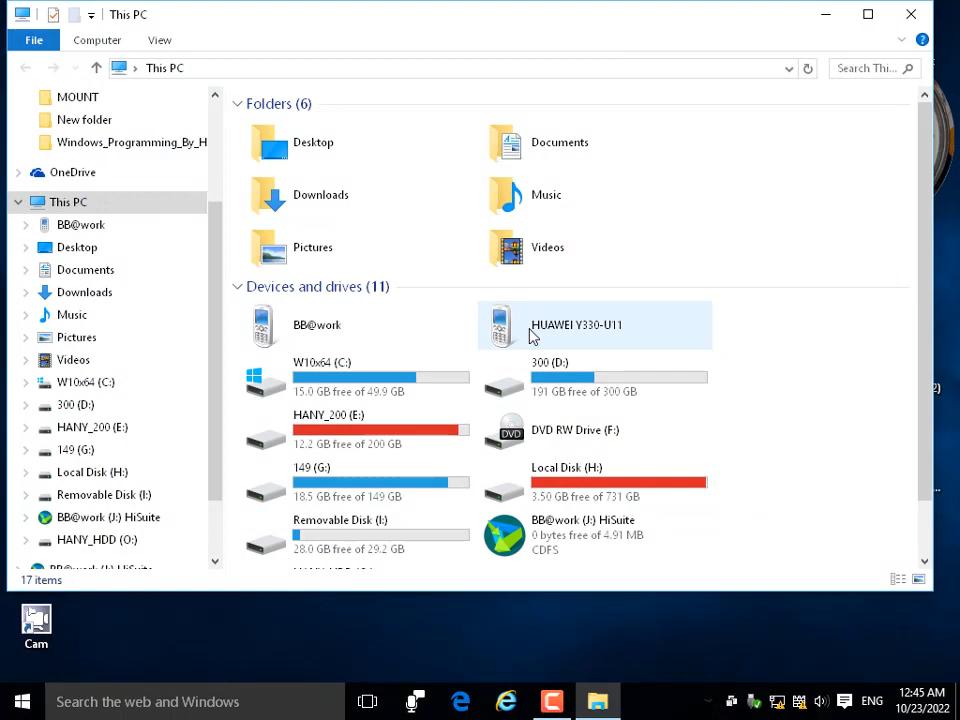 This PC
File
Computer
View
This PC
Search Thi...
MOUNT
New folder
Windows_Programming_By_H
OneDrive
This PC
BB@work
Desktop
Documents
Downloads
Music
Pictures
Videos
W10x64 (C:)
300 (D:)
HANY_200 (E:)
149 (G:)
Local Disk (H:)
Removable Disk (I:)
BB@work (J:) HiSuite
HANY_HDD (O:)
Folders (6)
Desktop
Documents
Downloads
Music
Pictures
Videos
Devices and drives (11)
BB@work
HUAWEI Y330-U11
W10x64 (C:)
15.0 GB free of 49.9 GB
300 (D:)
191 GB free of 300 GB
HANY_200 (E:)
12.2 GB free of 200 GB
DVD RW Drive (F:)
DVD
149 (G:)
18.5 GB free of 149 GB
Local Disk (H:)
3.50 GB free of 731 GB
Removable Disk (I:)
28.0 GB free of 29.2 GB
BB@work (J:) HiSuite
0 bytes free of 4.91 MB
CDFS
17 items
Cam
Search the web and Windows
ENG
12:45 AM
10/23/2022